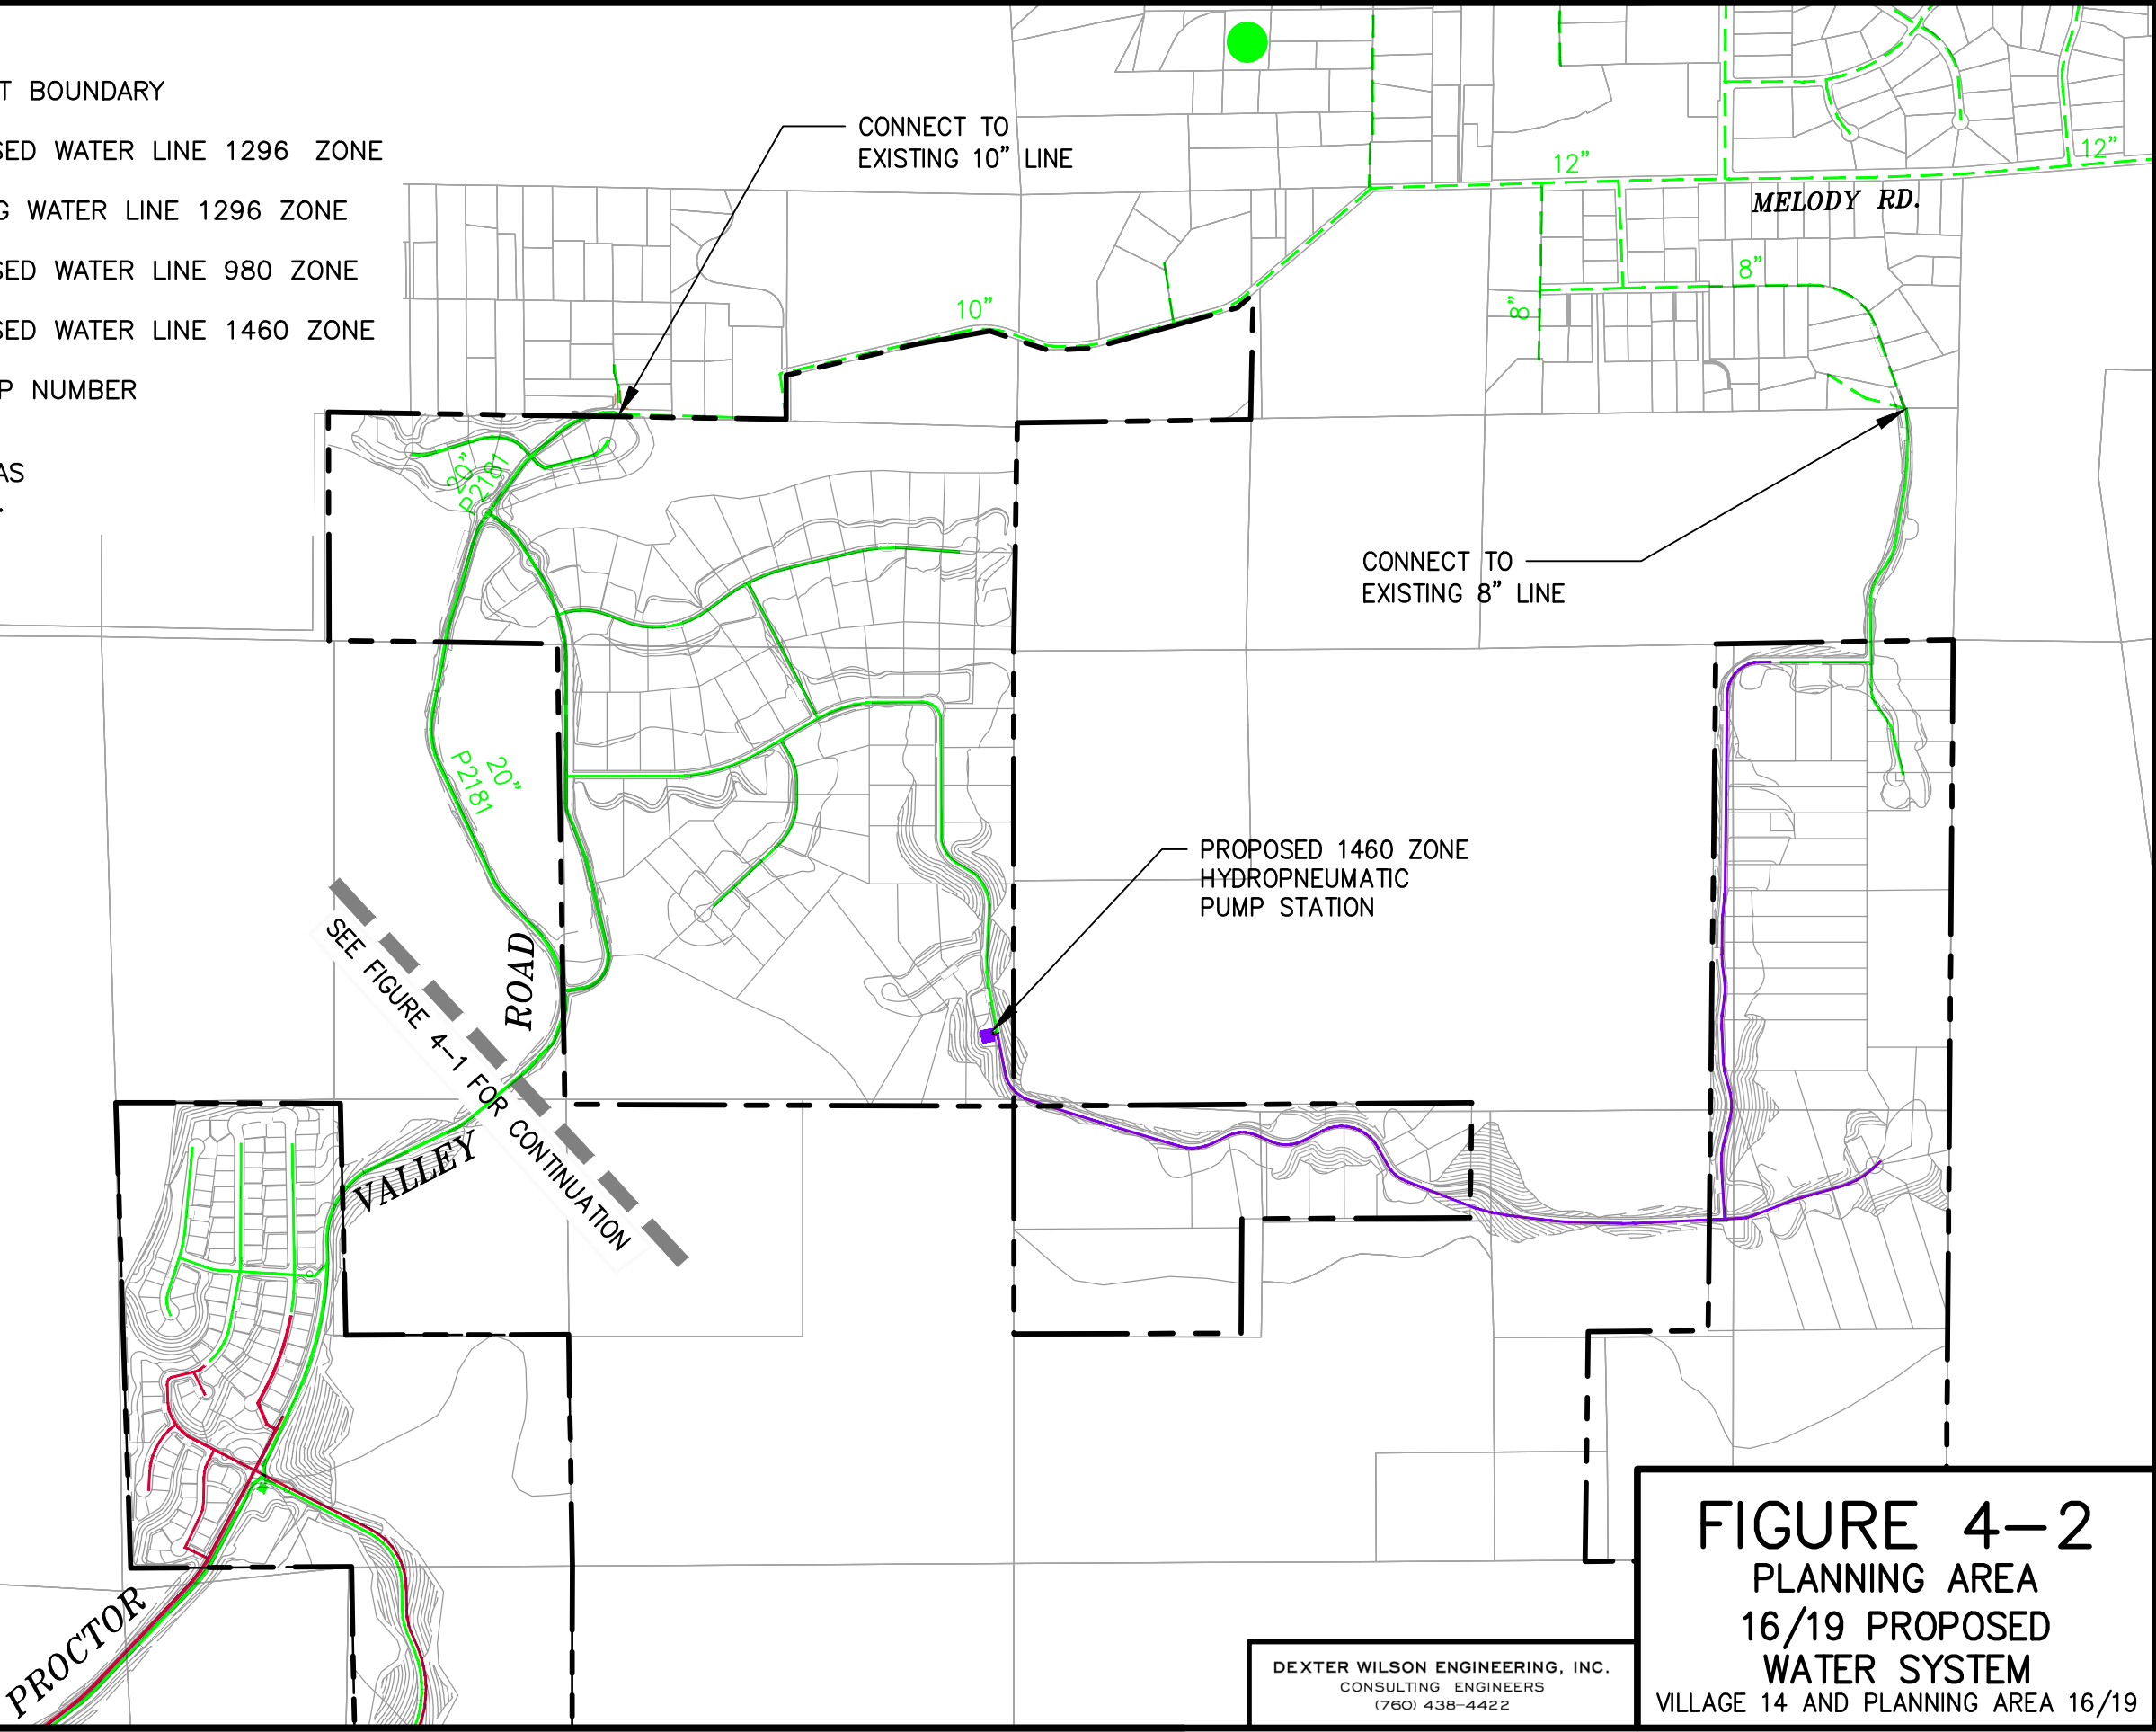 T BOUNDARY
SED WATER LINE 1296 ZONE
G WATER LINE 1296 ZONE
SED WATER LINE 980 ZONE
SED WATER LINE 1460 ZONE
P NUMBER
AS
CONNECT TO
EXISTING 10" LINE
12"
12"
MELODY RD.
8"
8"
10"
20"
P2181
CONNECT TO
EXISTING 8" LINE
20"
P2181
PROPOSED 1460 ZONE
HYDROPNEUMATIC
PUMP STATION
SEE FIGURE 4-1 FOR CONTINUATION
PROCTOR VALLEY ROAD
DEXTER WILSON ENGINEERING, INC.
CONSULTING ENGINEERS
(760) 438-4422
FIGURE 4-2
PLANNING AREA
16/19 PROPOSED
WATER SYSTEM
VILLAGE 14 AND PLANNING AREA 16/19